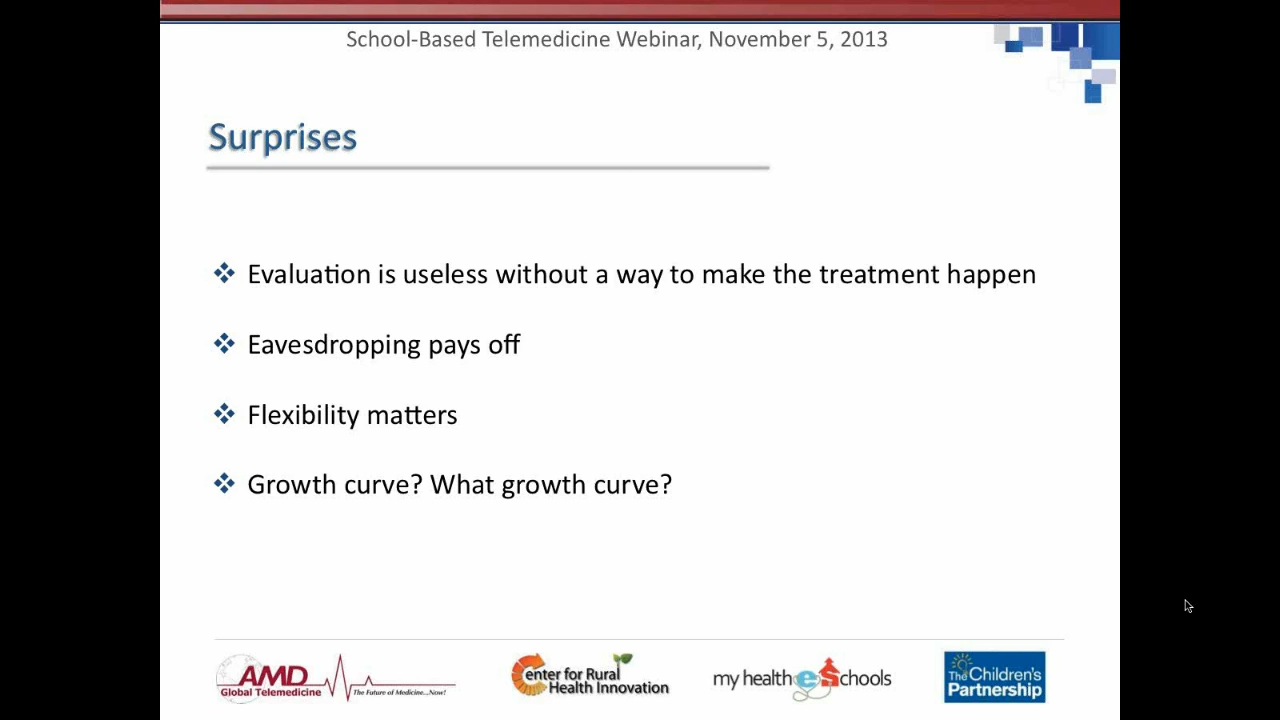 School-Based Telemedicine Webinar, November 5, 2013
Surprises
Evaluation is useless without a way to make the treatment happen
Eavesdropping pays off
Flexibility matters
Growth curve? What growth curve?
AMD
Global Telemedicine
The Future of Medicine...Now!
Center for Rural
Health Innovation
my health e Schools
The Children's
Partnership